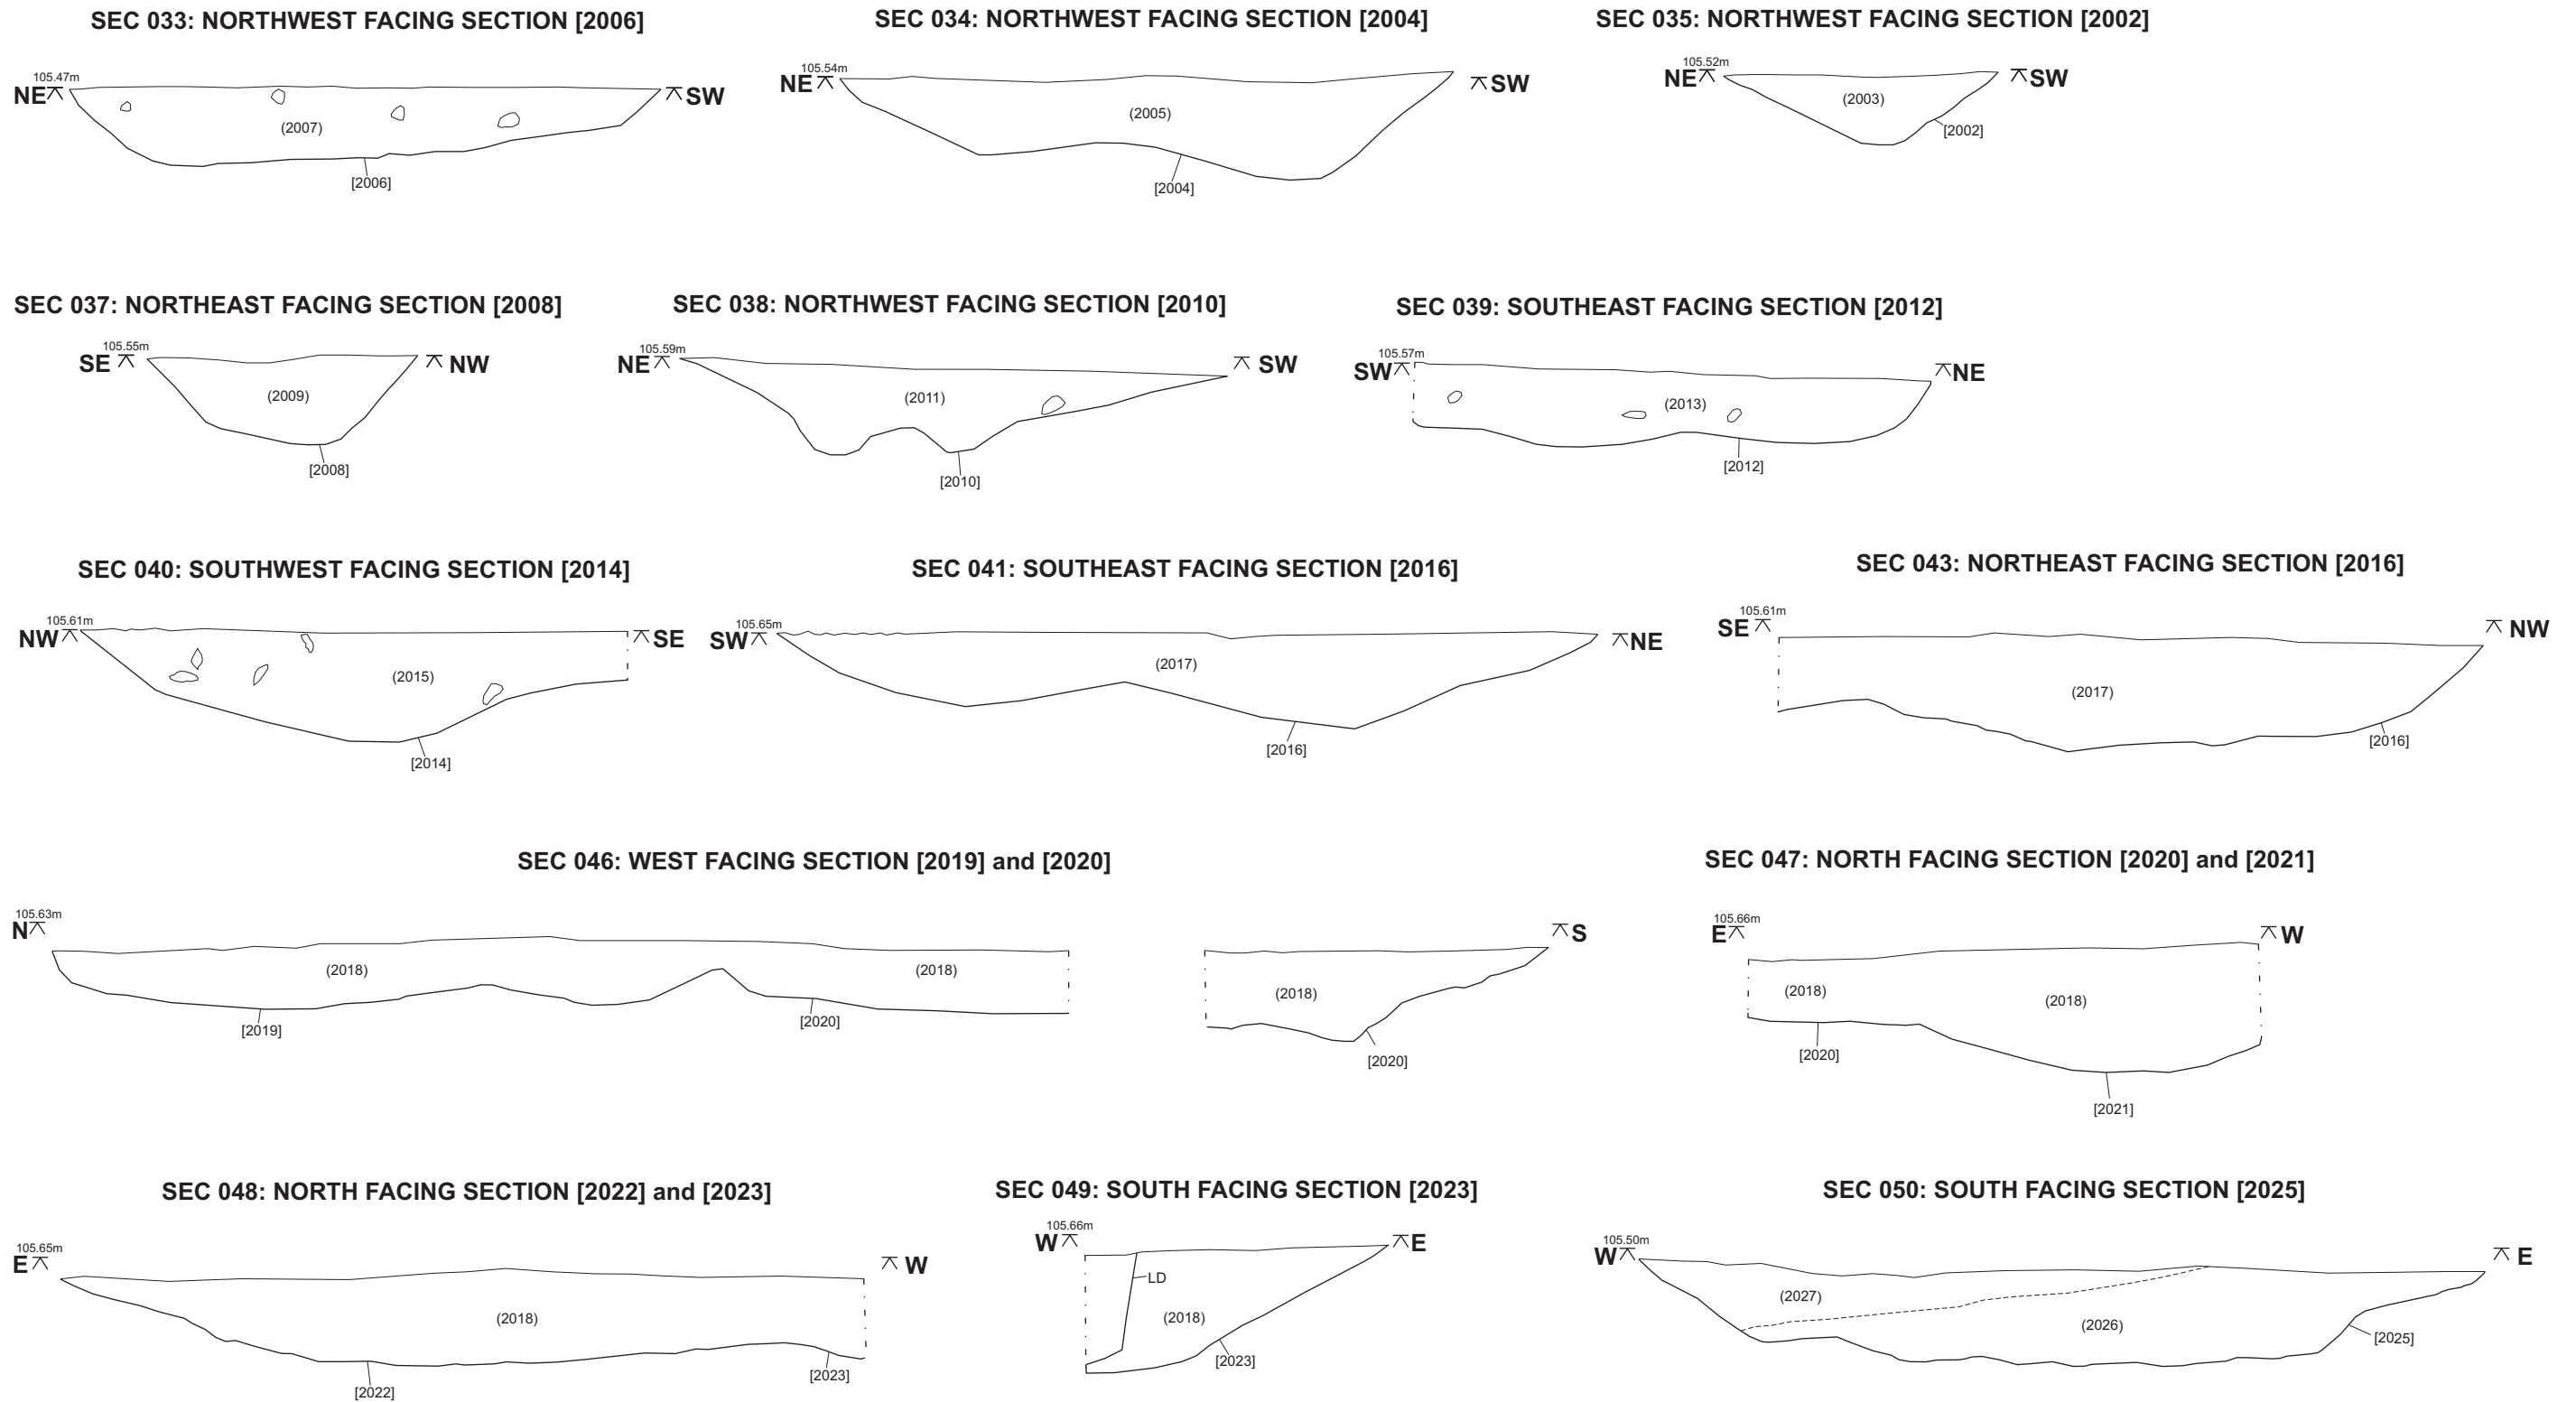 SEC 033: NORTHWEST FACING SECTION [2006]
105.47m
NE SW
(2007)
[2006]
SEC 034: NORTHWEST FACING SECTION [2004]
105.54m
NE SW
(2005)
[2004]
SEC 035: NORTHWEST FACING SECTION [2002]
105.52m
NE SW
(2003)
[2002]
SEC 037: NORTHEAST FACING SECTION [2008]
105.55m
SE NW
(2009)
[2008]
SEC 038: NORTHWEST FACING SECTION [2010]
105.59m
NE SW
(2011)
[2010]
SEC 039: SOUTHEAST FACING SECTION [2012]
105.57m
SW NE
(2013)
[2012]
SEC 040: SOUTHWEST FACING SECTION [2014]
105.61m
NW SE
(2015)
[2014]
SEC 041: SOUTHEAST FACING SECTION [2016]
105.65m
SW NE
(2017)
[2016]
SEC 043: NORTHEAST FACING SECTION [2016]
105.61m
SE NW
(2017)
[2016]
SEC 046: WEST FACING SECTION [2019] and [2020]
105.63m
N S
(2018) (2018) (2018)
[2019] [2020] [2020]
SEC 047: NORTH FACING SECTION [2020] and [2021]
105.66m
E W
(2018) (2018)
[2020]
[2021]
SEC 048: NORTH FACING SECTION [2022] and [2023]
105.65m
E W
(2018)
[2022] [2023]
SEC 049: SOUTH FACING SECTION [2023]
105.66m
W E
LD
(2018)
[2023]
SEC 050: SOUTH FACING SECTION [2025]
105.50m
W E
(2027)
(2026)
[2025]